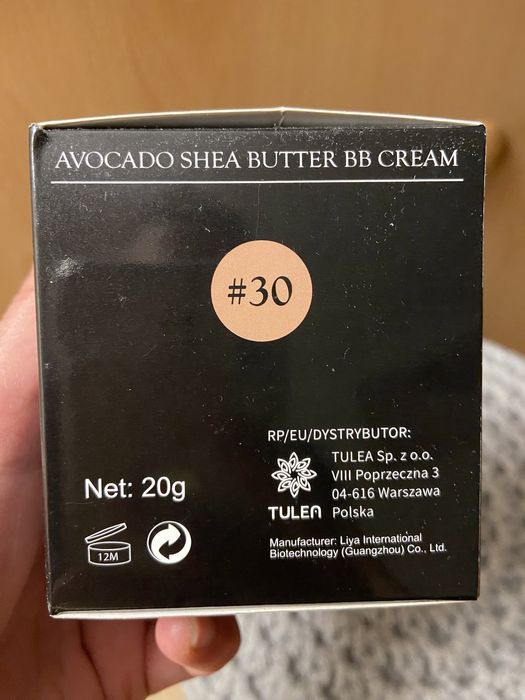 AVOCADO SHEA BUTTER BB CREAM
#30
RP/EU/DYSTRYBUTOR:
TULEA Sp. z o.o.
VIII Poprzeczna 3
04-616 Warszawa
Polska
TULEA
Net: 20g
12M
Manufacturer: Liya International
Biotechnology (Guangzhou) Co., Ltd.